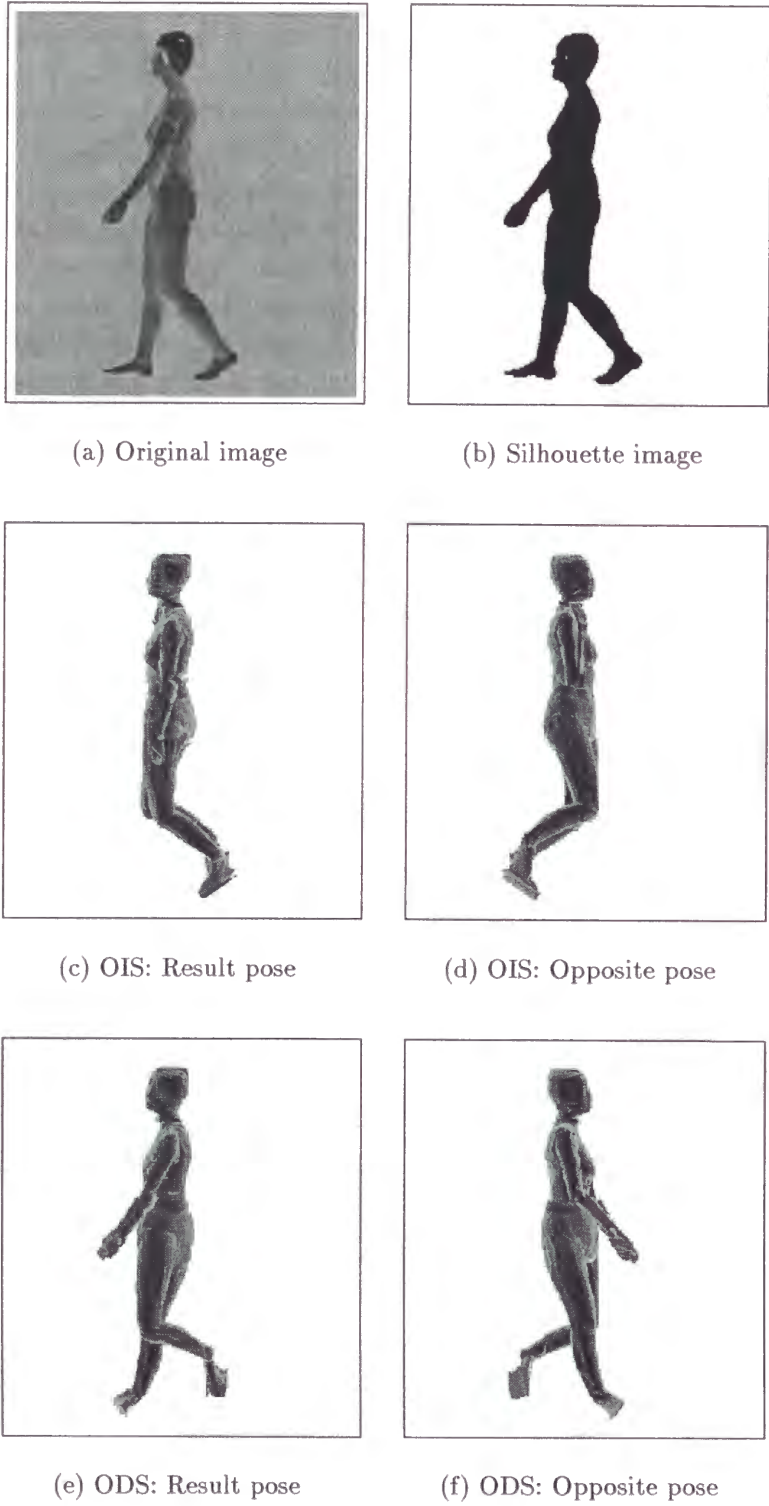 (a) Original image
(b) Silhouette image
(c) OIS: Result pose
(d) OIS: Opposite pose
(e) ODS: Result pose
(f) ODS: Opposite pose